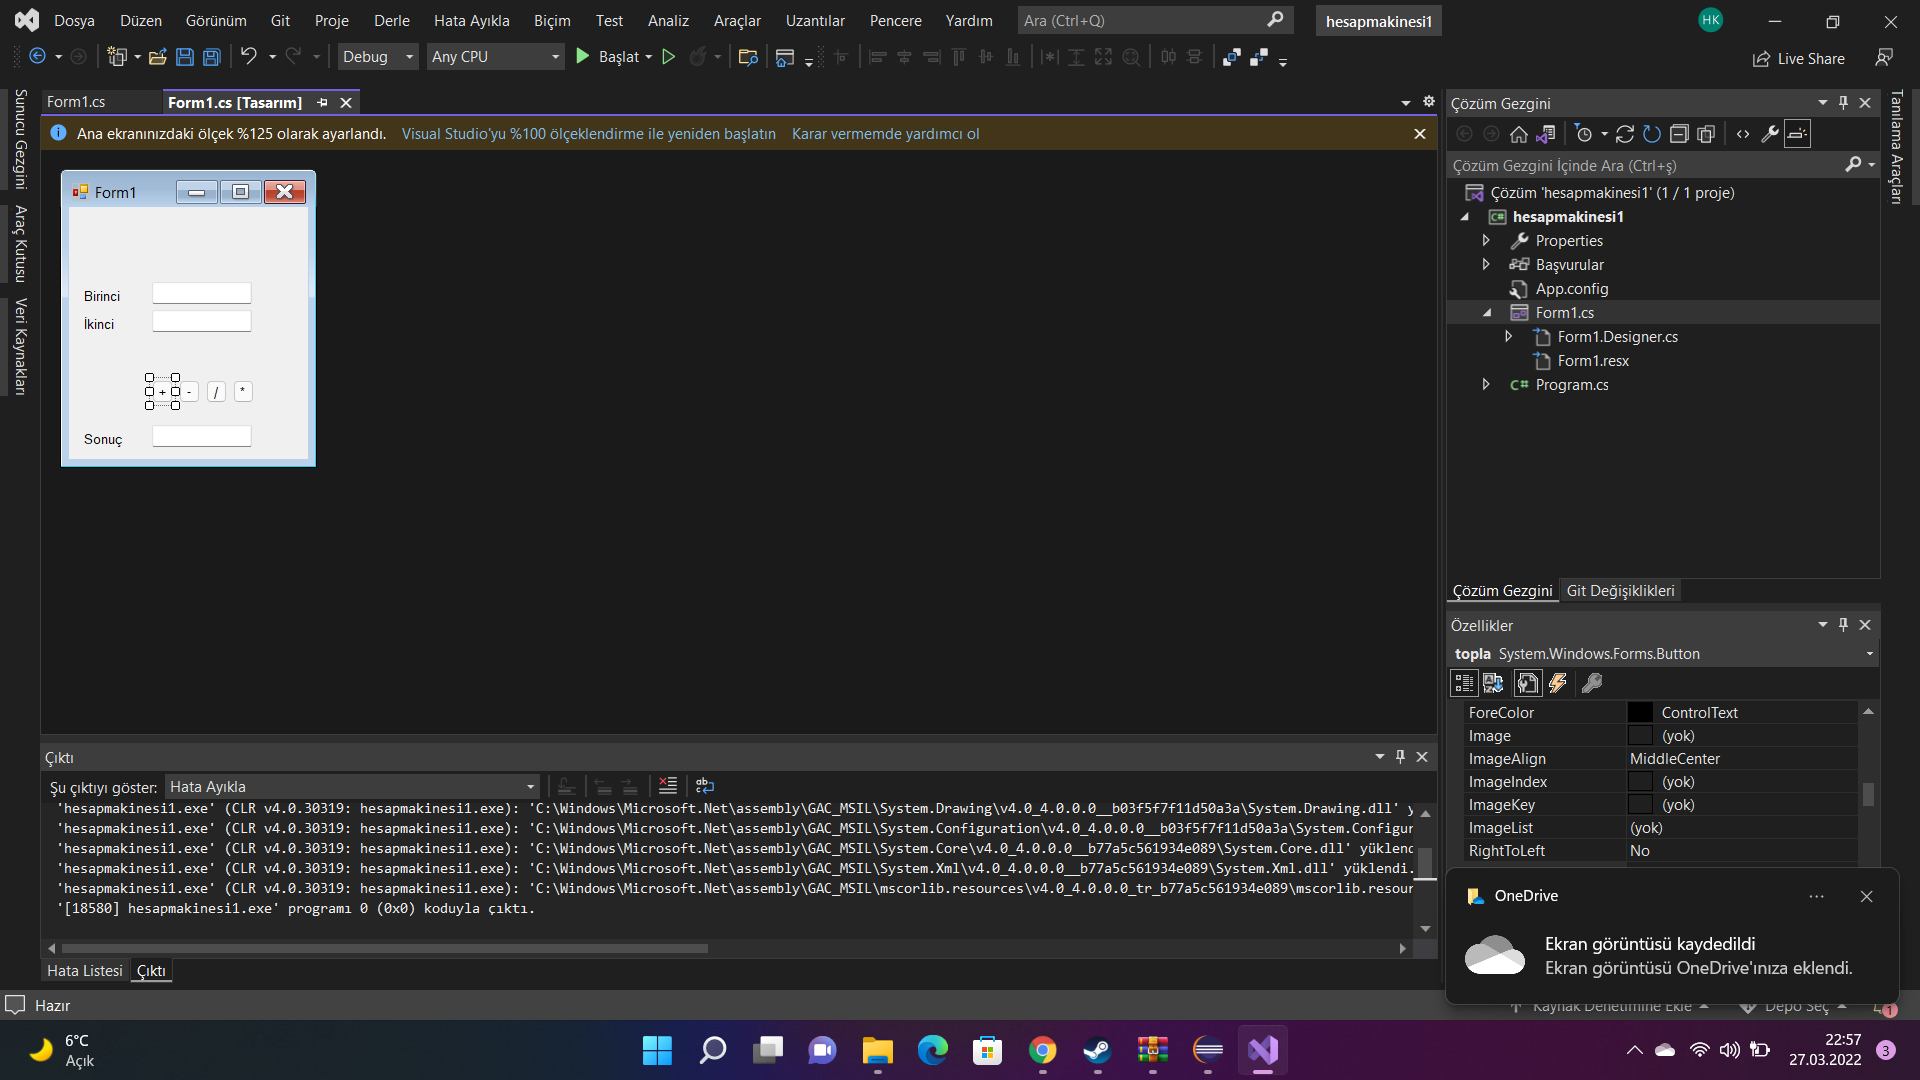 Dosya Düzen Görünüm Git Proje Derle Hata Ayıkla Biçim Test Analiz Araçlar Uzantılar Pencere Yardım Ara (Ctrl+Q) hesapmakinesi1 HK
Debug Any CPU Başlat Live Share
Sunucu Gezgini
Araç Kutusu
Veri Kaynakları
Form1.cs Form1.cs [Tasarım]
Ana ekranınızdaki ölçek %125 olarak ayarlandı. Visual Studio'yu %100 ölçeklendirme ile yeniden başlatın Karar vermemde yardımcı ol
Form1
Birinci
İkinci
+ - / *
Sonuç
Çıktı
Şu çıktıyı göster: Hata Ayıkla
'hesapmakinesi1.exe' (CLR v4.0.30319: hesapmakinesi1.exe): 'C:\Windows\Microsoft.Net\assembly\GAC_MSIL\System.Drawing\v4.0_4.0.0.0__b03f5f7f11d50a3a\System.Drawing.dll' y
'hesapmakinesi1.exe' (CLR v4.0.30319: hesapmakinesi1.exe): 'C:\Windows\Microsoft.Net\assembly\GAC_MSIL\System.Configuration\v4.0_4.0.0.0__b03f5f7f11d50a3a\System.Configur
'hesapmakinesi1.exe' (CLR v4.0.30319: hesapmakinesi1.exe): 'C:\Windows\Microsoft.Net\assembly\GAC_MSIL\System.Core\v4.0_4.0.0.0__b77a5c561934e089\System.Core.dll' yüklend
'hesapmakinesi1.exe' (CLR v4.0.30319: hesapmakinesi1.exe): 'C:\Windows\Microsoft.Net\assembly\GAC_MSIL\System.Xml\v4.0_4.0.0.0__b77a5c561934e089\System.Xml.dll' yüklendi.
'hesapmakinesi1.exe' (CLR v4.0.30319: hesapmakinesi1.exe): 'C:\Windows\Microsoft.Net\assembly\GAC_MSIL\mscorlib.resources\v4.0_4.0.0.0_tr_b77a5c561934e089\mscorlib.resour
'[18580] hesapmakinesi1.exe' programı 0 (0x0) koduyla çıktı.
Hata Listesi Çıktı
Çözüm Gezgini
Çözüm Gezgini İçinde Ara (Ctrl+ş)
Çözüm 'hesapmakinesi1' (1 / 1 proje)
C# hesapmakinesi1
Properties
Başvurular
App.config
Form1.cs
Form1.Designer.cs
Form1.resx
C# Program.cs
Çözüm Gezgini Git Değişiklikleri
Özellikler
topla System.Windows.Forms.Button
ForeColor ControlText
Image (yok)
ImageAlign MiddleCenter
ImageIndex (yok)
ImageKey (yok)
ImageList (yok)
RightToLeft No
Tanılama Araçları
OneDrive
Ekran görüntüsü kaydedildi
Ekran görüntüsü OneDrive'ınıza eklendi.
Hazır Kaynak Denetimine Ekle Depo Seç 1
6°C
Açık
22:57
27.03.2022 3